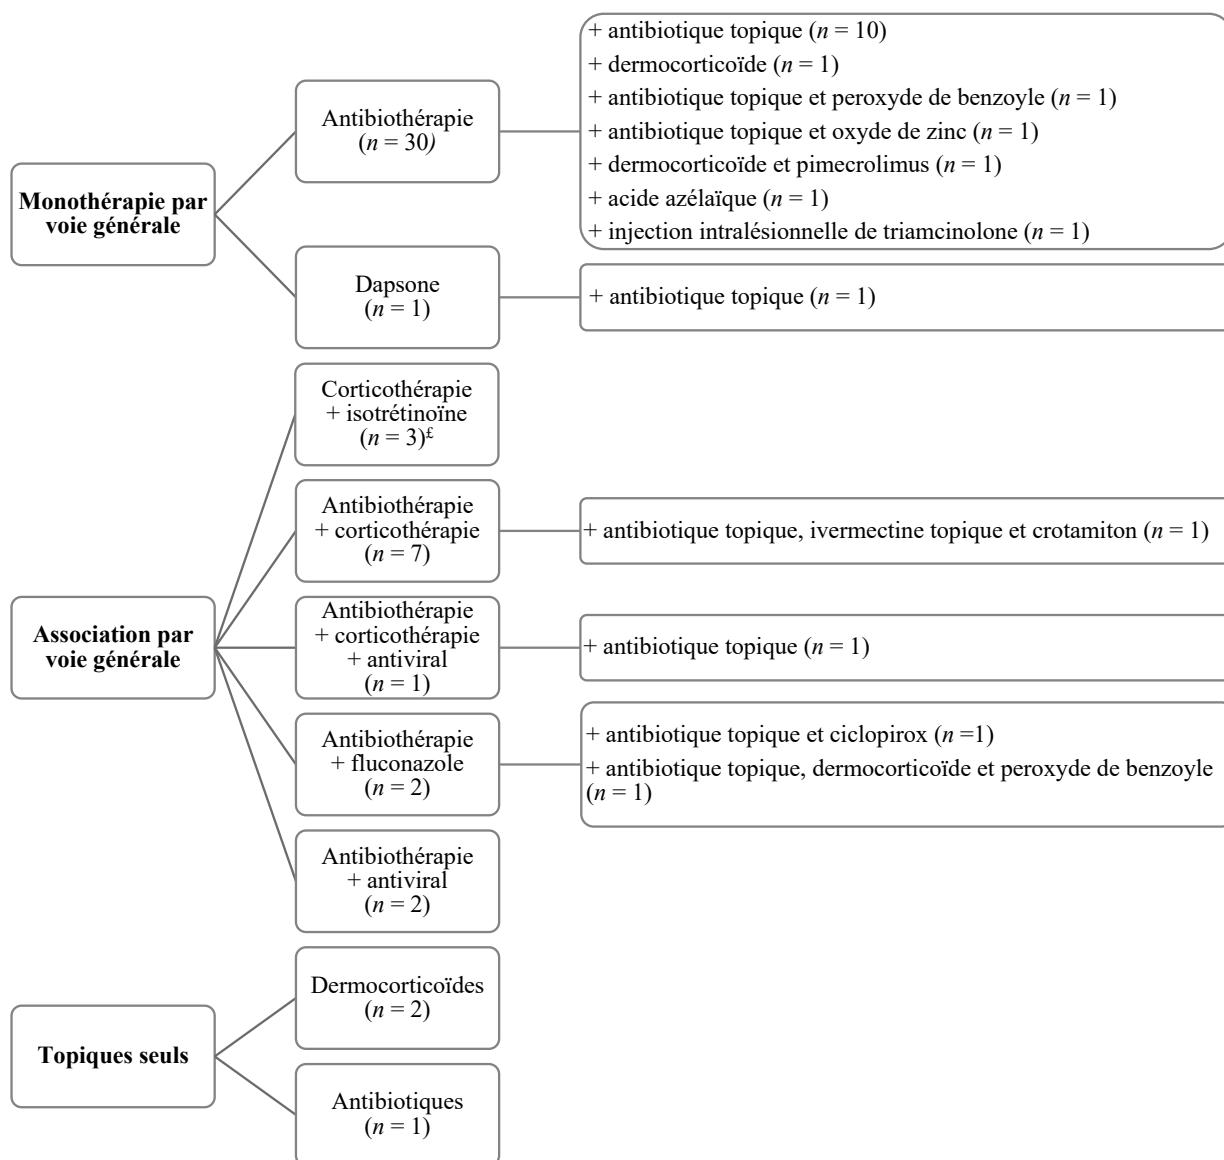 Monothérapie par
voie générale
Antibiothérapie
(n = 30)
+ antibiotique topique (n = 10)
+ dermocorticoïde (n = 1)
+ antibiotique topique et peroxyde de benzoyle (n = 1)
+ antibiotique topique et oxyde de zinc (n = 1)
+ dermocorticoïde et pimecrolimus (n = 1)
+ acide azélaïque (n = 1)
+ injection intralésionnelle de triamcinolone (n = 1)
Dapsone
(n = 1)
+ antibiotique topique (n = 1)
Association par
voie générale
Corticothérapie
+ isotrétinoïne
(n = 3)£
Antibiothérapie
+ corticothérapie
(n = 7)
+ antibiotique topique, ivermectine topique et crotamiton (n = 1)
Antibiothérapie
+ corticothérapie
+ antiviral
(n = 1)
+ antibiotique topique (n = 1)
Antibiothérapie
+ fluconazole
(n = 2)
+ antibiotique topique et ciclopirox (n =1)
+ antibiotique topique, dermocorticoïde et peroxyde de benzoyle
(n = 1)
Antibiothérapie
+ antiviral
(n = 2)
Topiques seuls
Dermocorticoïdes
(n = 2)
Antibiotiques
(n = 1)